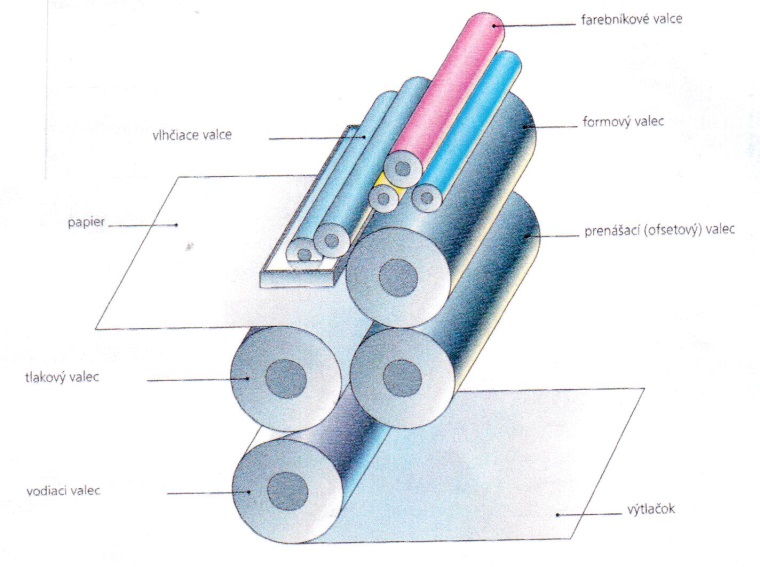 farebníkové valce
formový valec
vlhčiace valce
papier
prenášací (ofsetový) valec
tlakový valec
vodiaci valec
výtlačok